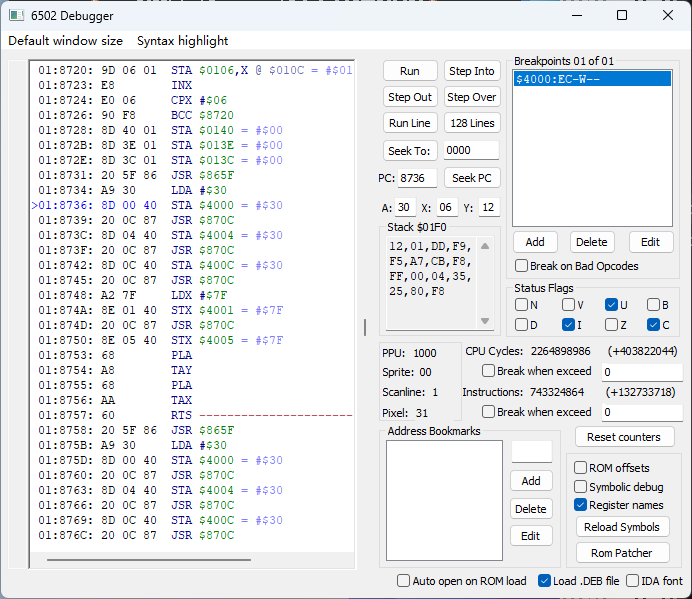 6502 Debugger
Default window size Syntax highlight
01:8720: 9D 06 01 STA $0106,X @ $010C = #$01
01:8723: E8 INX
01:8724: E0 06 CPX #$06
01:8726: 90 F8 BCC $8720
01:8728: 8D 40 01 STA $0140 = #$00
01:872B: 8D 3E 01 STA $013E = #$00
01:872E: 8D 3C 01 STA $013C = #$00
01:8731: 20 5F 86 JSR $865F
01:8734: A9 30 LDA #$30
>01:8736: 8D 00 40 STA $4000 = #$30
01:8739: 20 0C 87 JSR $870C
01:873C: 8D 04 40 STA $4004 = #$30
01:873F: 20 0C 87 JSR $870C
01:8742: 8D 0C 40 STA $400C = #$30
01:8745: 20 0C 87 JSR $870C
01:8748: A2 7F LDX #$7F
01:874A: 8E 01 40 STX $4001 = #$7F
01:874D: 20 0C 87 JSR $870C
01:8750: 8E 05 40 STX $4005 = #$7F
01:8753: 68 PLA
01:8754: A8 TAY
01:8755: 68 PLA
01:8756: AA TAX
01:8757: 60 RTS ----------------------
01:8758: 20 5F 86 JSR $865F
01:875B: A9 30 LDA #$30
01:875D: 8D 00 40 STA $4000 = #$30
01:8760: 20 0C 87 JSR $870C
01:8763: 8D 04 40 STA $4004 = #$30
01:8766: 20 0C 87 JSR $870C
01:8769: 8D 0C 40 STA $400C = #$30
01:876C: 20 0C 87 JSR $870C
Run Step Into
Step Out Step Over
Run Line 128 Lines
Seek To: 0000
PC: 8736 Seek PC
A: 30 X: 06 Y: 12
Stack $01F0
12,01,DD,F9,
F5,A7,CB,F8,
FF,00,04,35,
25,80,F8
Breakpoints 01 of 01
$4000:EC-W--
Add Delete Edit
Break on Bad Opcodes
Status Flags
N V U B
D I Z C
PPU: 1000
Sprite: 00
Scanline: 1
Pixel: 31
CPU Cycles: 2264898986 (+403822044)
Break when exceed 0
Instructions: 743324864 (+132733718)
Break when exceed 0
Address Bookmarks
Add
Delete
Edit
Reset counters
ROM offsets
Symbolic debug
Register names
Reload Symbols
Rom Patcher
Auto open on ROM load Load .DEB file IDA font